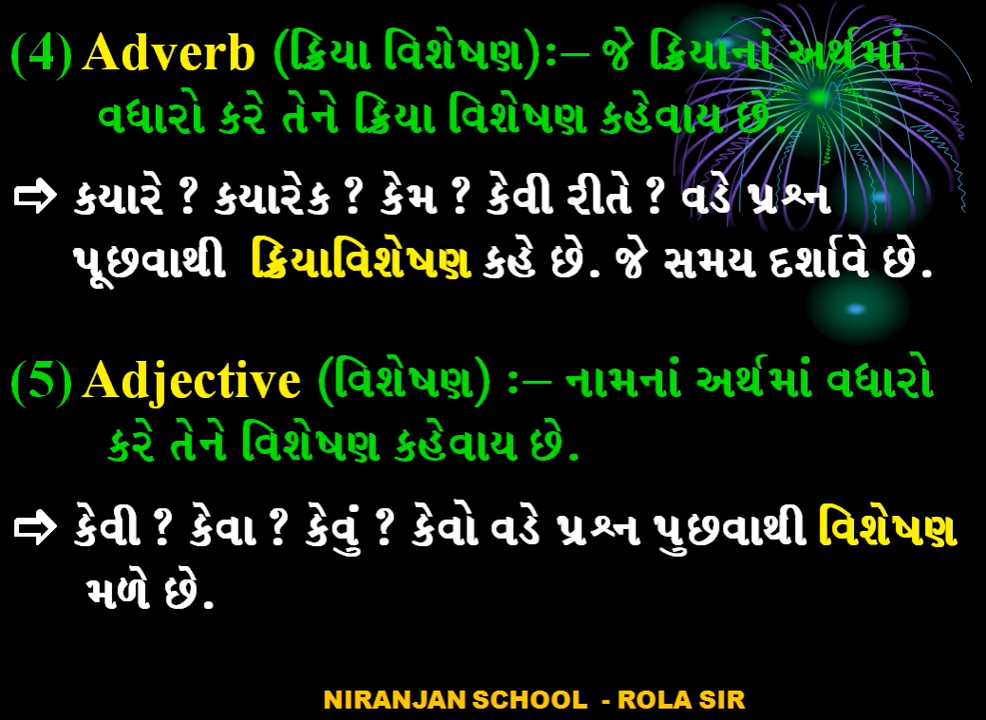 (4) Adverb (ક્રિયા વિશેષણ):– જે ક્રિયાનાં અર્થમાં
વધારો કરે તેને ક્રિયા વિશેષણ કહેવાય છે.
⇨ કયારે ? કયારેક ? કેમ ? કેવી રીતે ? વડે પ્રશ્ન
પૂછવાથી ક્રિયાવિશેષણ કહે છે. જે સમય દર્શાવે છે.
(5) Adjective (વિશેષણ) :– નામનાં અર્થમાં વધારો
કરે તેને વિશેષણ કહેવાય છે.
⇨ કેવી ? કેવા ? કેવું ? કેવો વડે પ્રશ્ન પુછવાથી વિશેષણ
મળે છે.
NIRANJAN SCHOOL - ROLA SIR